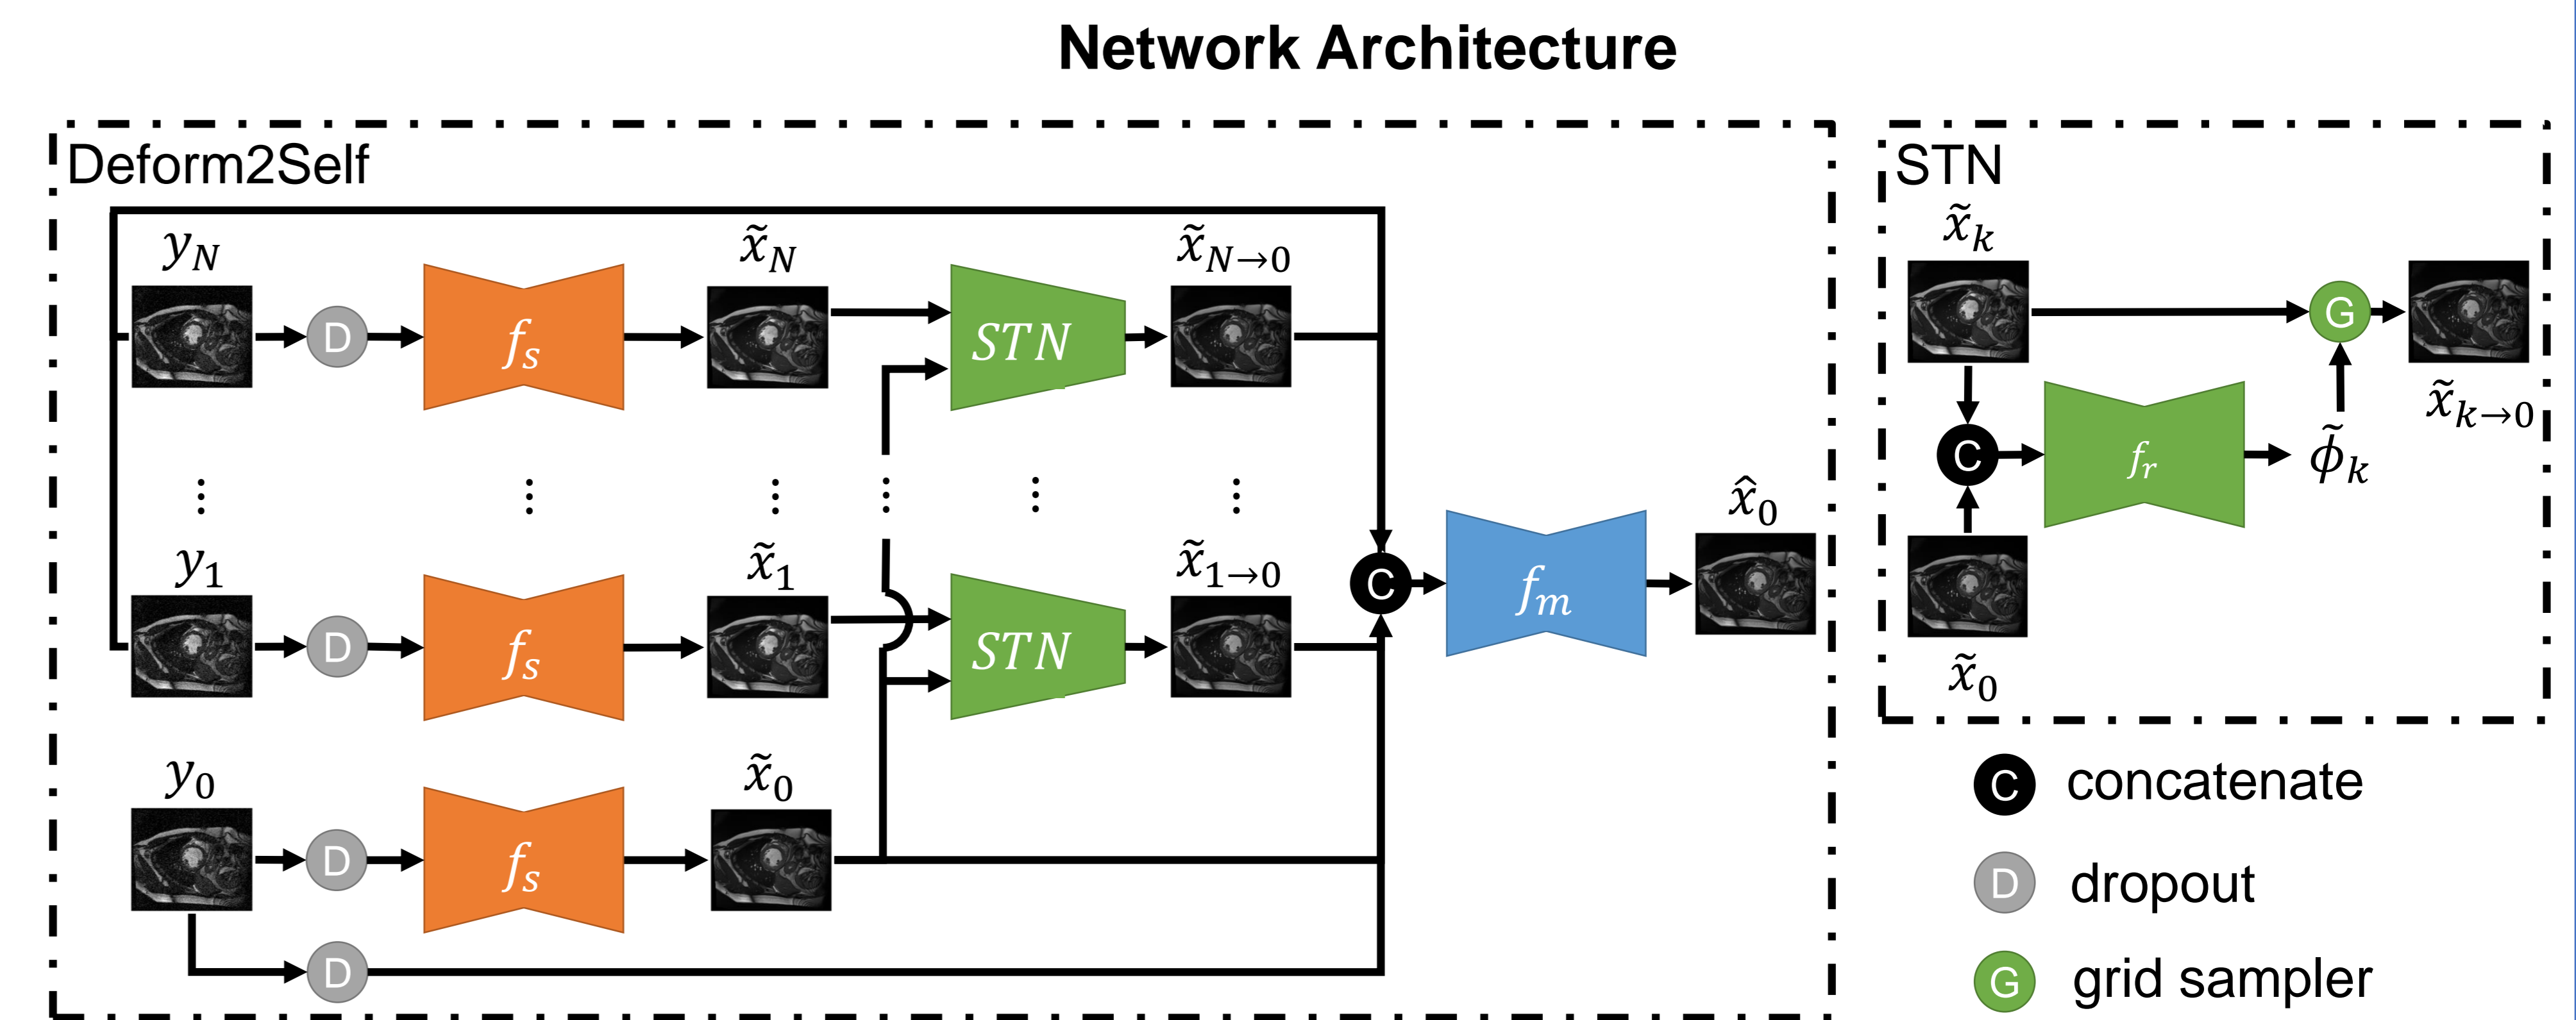 Network Architecture
Deform2Self
y_N D f_s x̃_N STN x̃_{N→0}
⋮ ⋮ ⋮ ⋮ ⋮ ⋮
y_1 D f_s x̃_1 STN x̃_{1→0} C f_m x̂_0
y_0 D f_s x̃_0
D
STN
x̃_k G x̃_{k→0}
C f_r ϕ̃_k
x̃_0
C concatenate
D dropout
G grid sampler